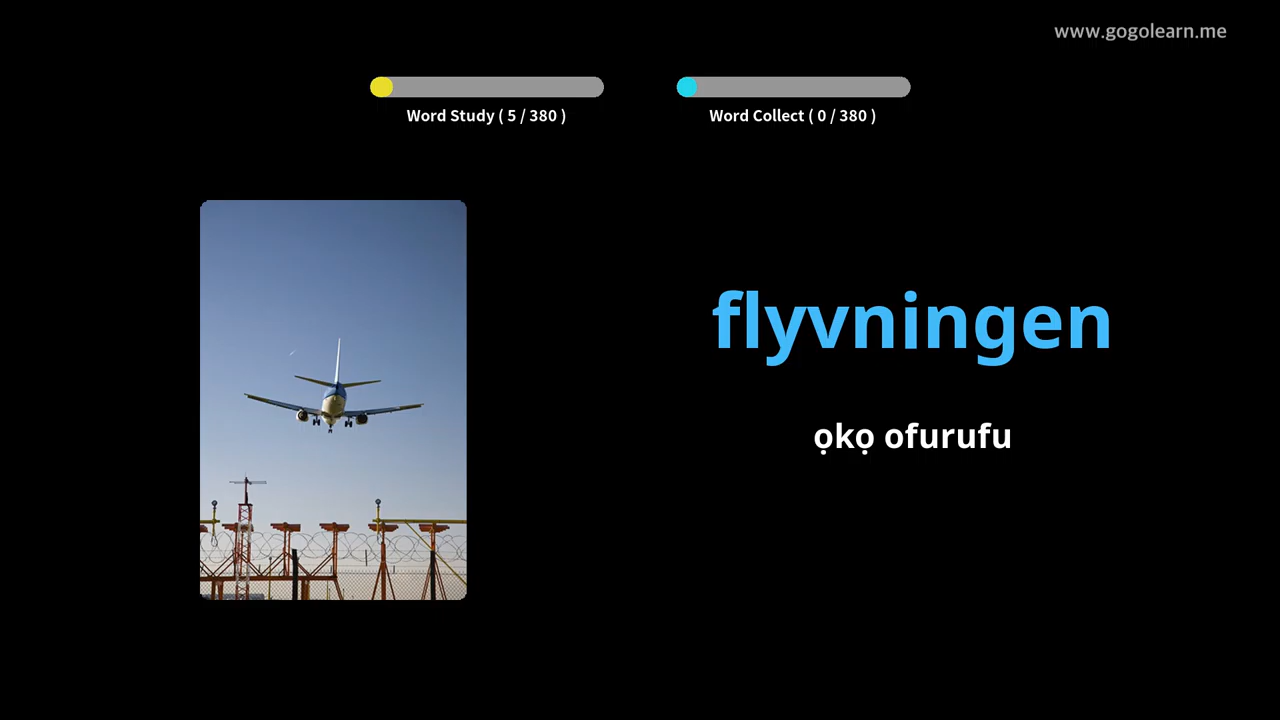 www.gogolearn.me
Word Study ( 5 / 380 )
Word Collect ( 0 / 380 )
flyvningen
ọkọ ofurufu